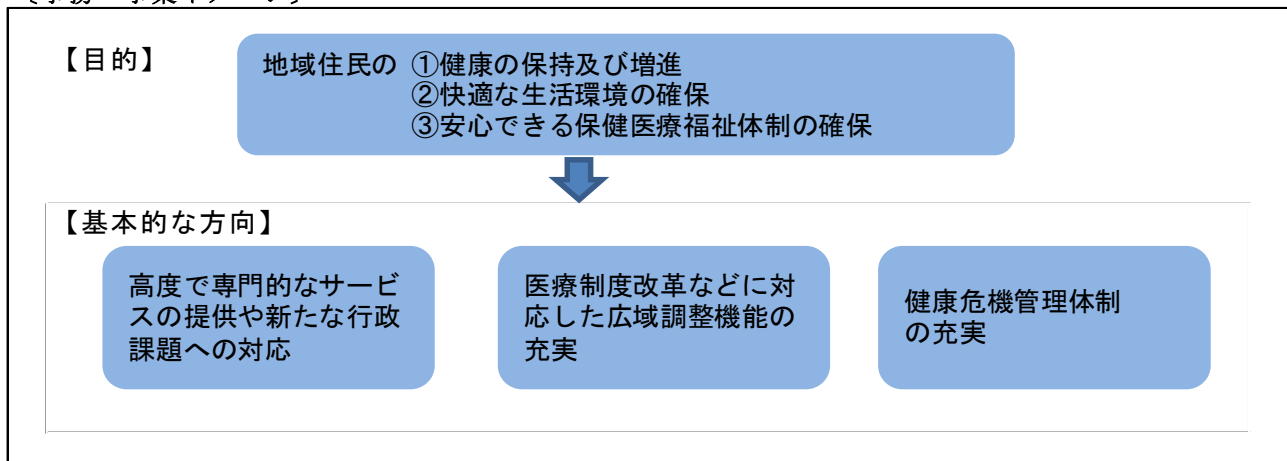 【目的】
地域住民の ①健康の保持及び増進
②快適な生活環境の確保
③安心できる保健医療福祉体制の確保
【基本的な方向】
高度で専門的なサービ
スの提供や新たな行政
課題への対応
医療制度改革などに対
応した広域調整機能の
充実
健康危機管理体制
の充実